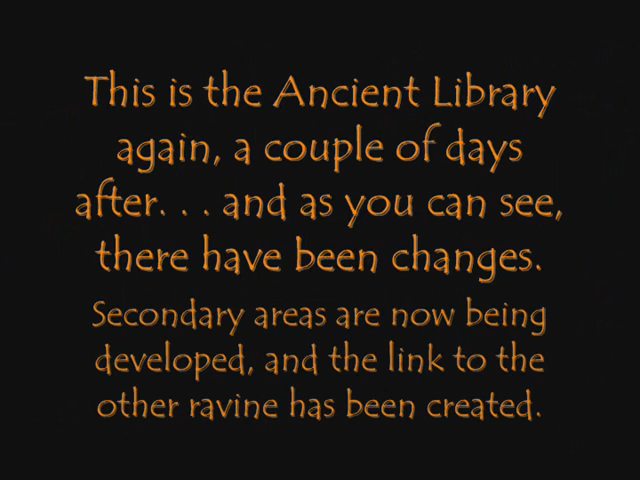 This is the Ancient Library
again, a couple of days
after. . . and as you can see,
there have been changes.
Secondary areas are now being
developed, and the link to the
other ravine has been created.